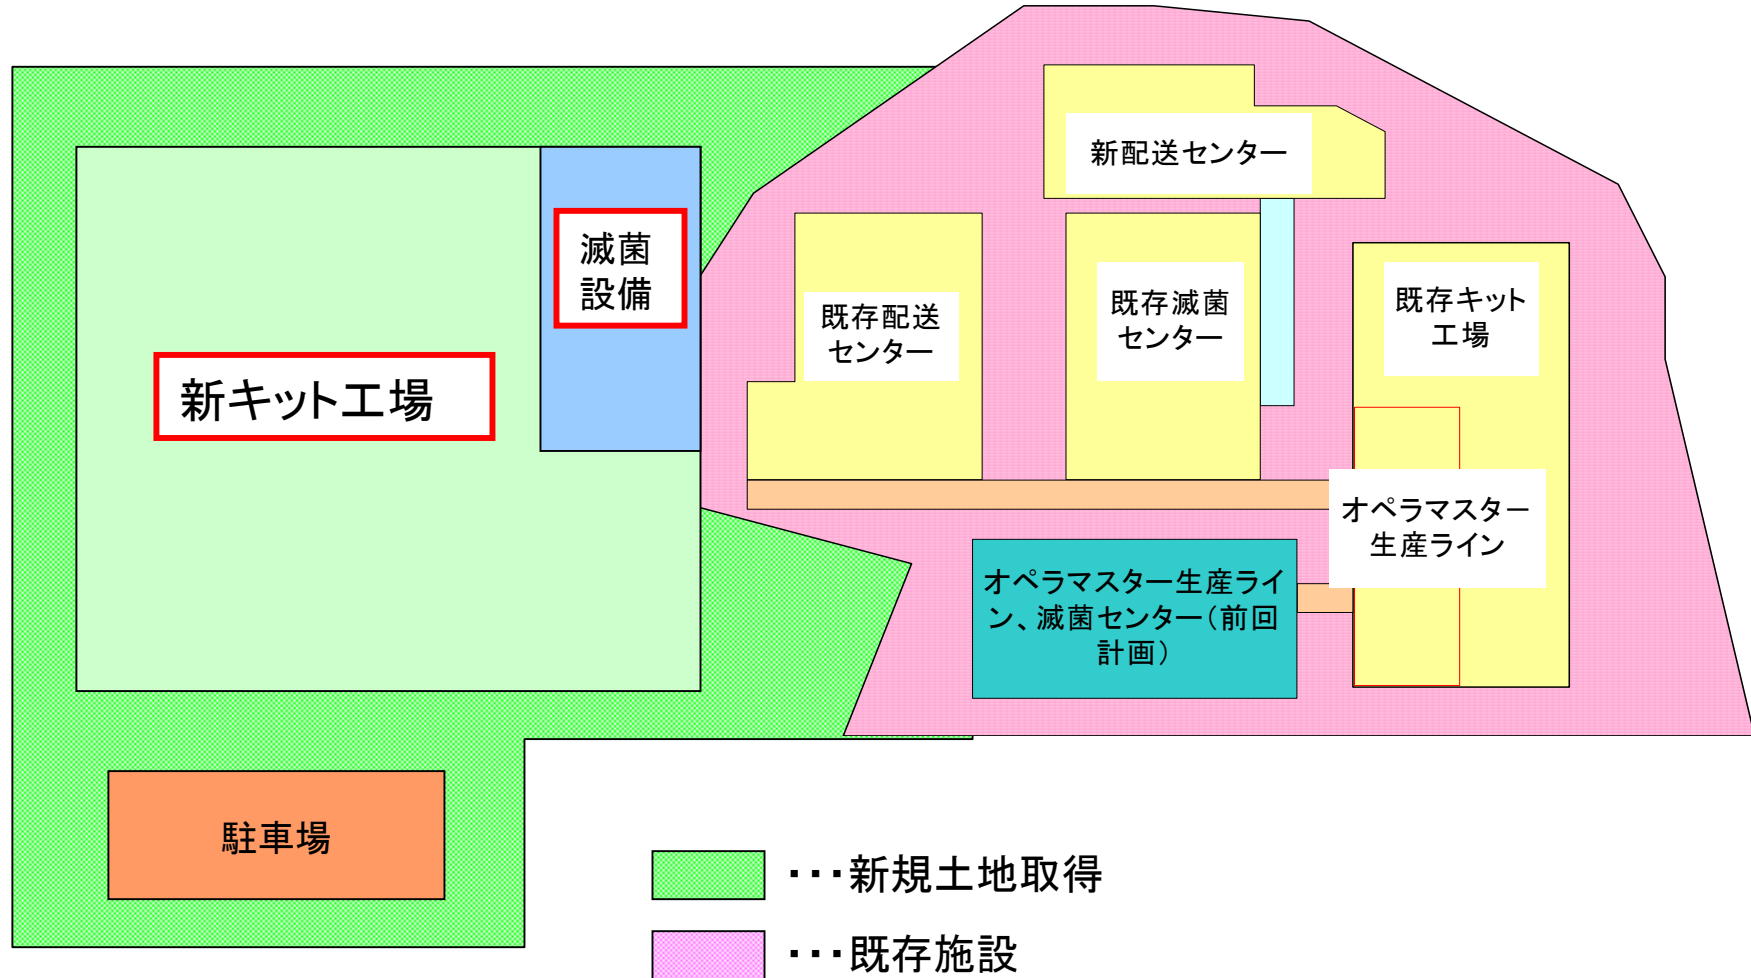 新配送センター
滅菌
設備
既存配送
センター
既存滅菌
センター
既存キット
工場
新キット工場
オペラマスター
生産ライン
オペラマスター生産ライ
ン、滅菌センター(前回
計画)
駐車場
・・・新規土地取得
・・・既存施設